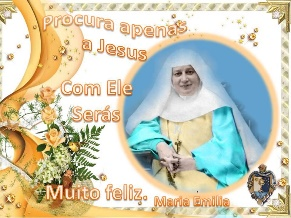 Procura apenas
a Jesus
Com Ele
Serás
Muito feliz.
Maria Emilia